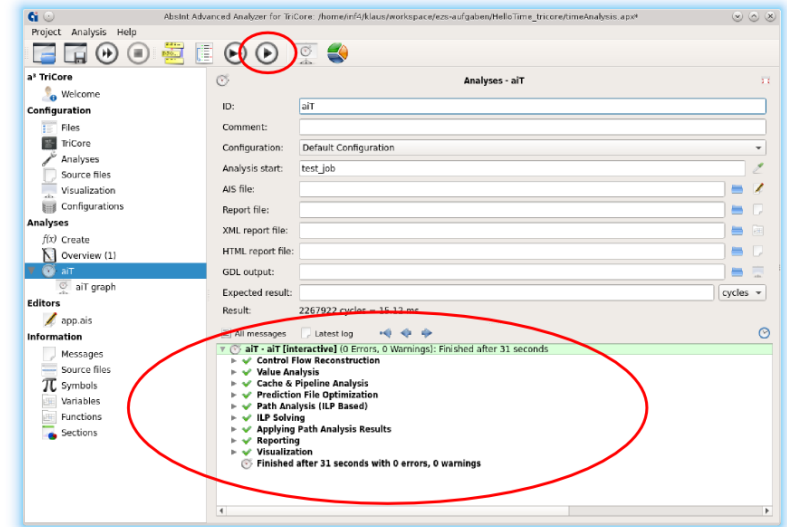 AbsInt Advanced Analyzer for TriCore: /home/inf4/klaus/workspace/ezs-aufgaben/HelloTime_tricore/timeAnalysis.apx*
Project Analysis Help
a³ TriCore
Welcome
Configuration
Files
TriCore
Analyses
Source files
Visualization
Configurations
Analyses
f(x) Create
Overview (1)
aiT
aiT graph
Editors
app.ais
Information
Messages
Source files
Symbols
Variables
Functions
Sections
Analyses - aiT
ID: aiT
Comment:
Configuration: Default Configuration
Analysis start: test_job
AIS file:
Report file:
XML report file:
HTML report file:
GDL output:
Expected result: cycles
Result: 2267922 cycles = 15.12 ms
All messages Latest log
aiT - aiT [interactive] (0 Errors, 0 Warnings): Finished after 31 seconds
Control Flow Reconstruction
Value Analysis
Cache & Pipeline Analysis
Prediction File Optimization
Path Analysis (ILP Based)
ILP Solving
Applying Path Analysis Results
Reporting
Visualization
Finished after 31 seconds with 0 errors, 0 warnings